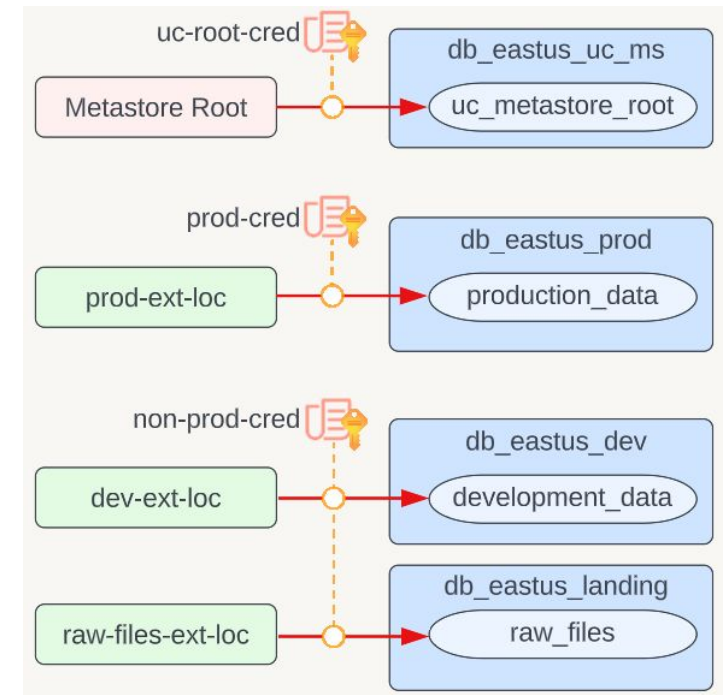 uc-root-cred
db_eastus_uc_ms
Metastore Root
uc_metastore_root
prod-cred
db_eastus_prod
prod-ext-loc
production_data
non-prod-cred
db_eastus_dev
dev-ext-loc
development_data
db_eastus_landing
raw-files-ext-loc
raw_files